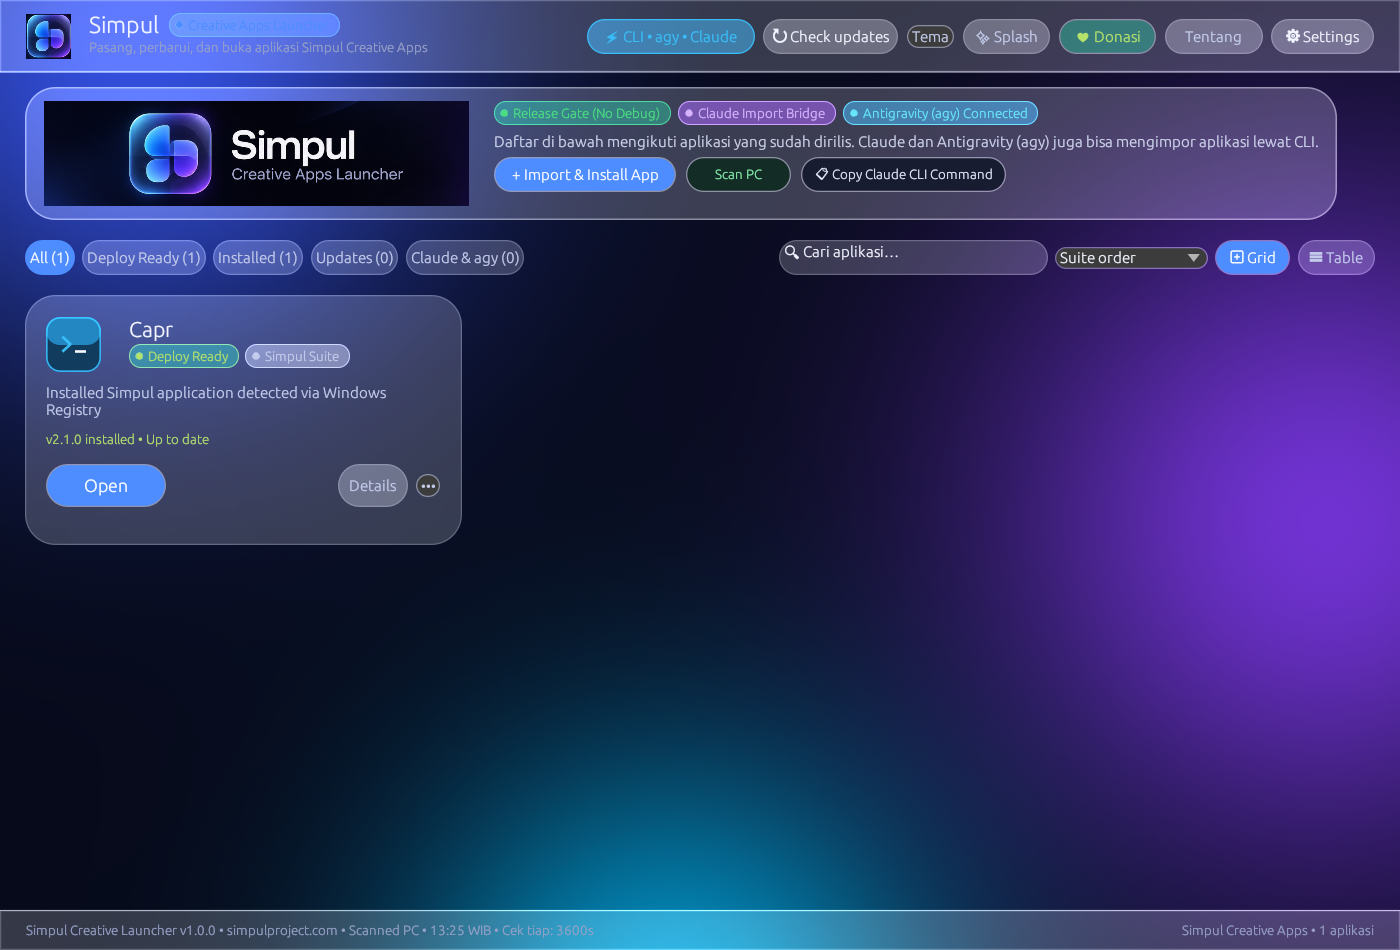 Simpul
Creative Apps Launcher
Pasang, perbarui, dan buka aplikasi Simpul Creative Apps
CLI • agy • Claude
Check updates
Tema
Splash
Donasi
Tentang
Settings
Simpul
Creative Apps Launcher
Release Gate (No Debug)
Claude Import Bridge
Antigravity (agy) Connected
Daftar di bawah mengikuti aplikasi yang sudah dirilis. Claude dan Antigravity (agy) juga bisa mengimpor aplikasi lewat CLI.
+ Import & Install App
Scan PC
Copy Claude CLI Command
All (1)
Deploy Ready (1)
Installed (1)
Updates (0)
Claude & agy (0)
Cari aplikasi…
Suite order
Grid
Table
Capr
Deploy Ready
Simpul Suite
Installed Simpul application detected via Windows
Registry
v2.1.0 installed • Up to date
Open
Details
Simpul Creative Launcher v1.0.0 • simpulproject.com • Scanned PC • 13:25 WIB • Cek tiap: 3600s
Simpul Creative Apps • 1 aplikasi